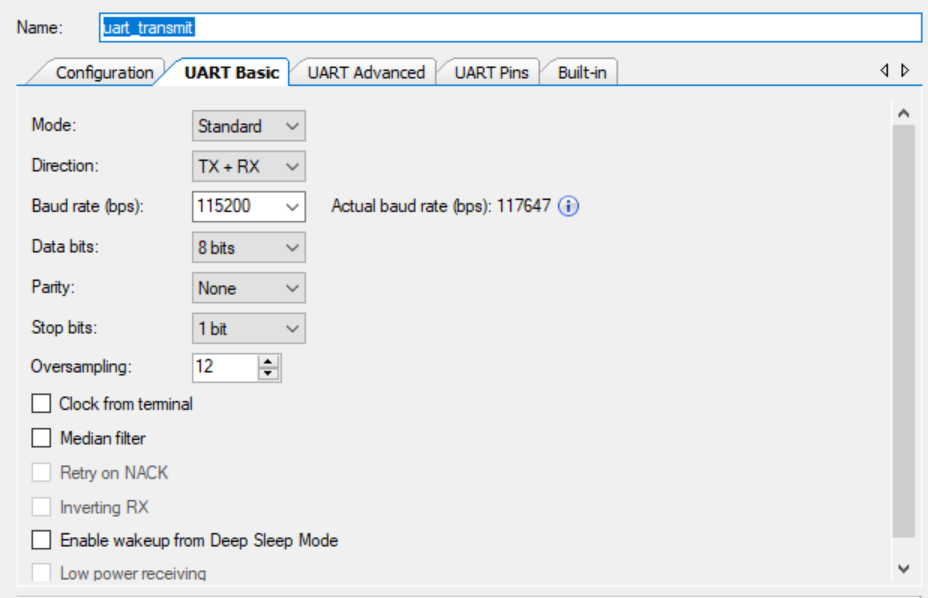 Name: uart_transmit
Configuration UART Basic UART Advanced UART Pins Built-in
Mode: Standard
Direction: TX + RX
Baud rate (bps): 115200 Actual baud rate (bps): 117647 i
Data bits: 8 bits
Parity: None
Stop bits: 1 bit
Oversampling: 12
Clock from terminal
Median filter
Retry on NACK
Inverting RX
Enable wakeup from Deep Sleep Mode
Low power receiving